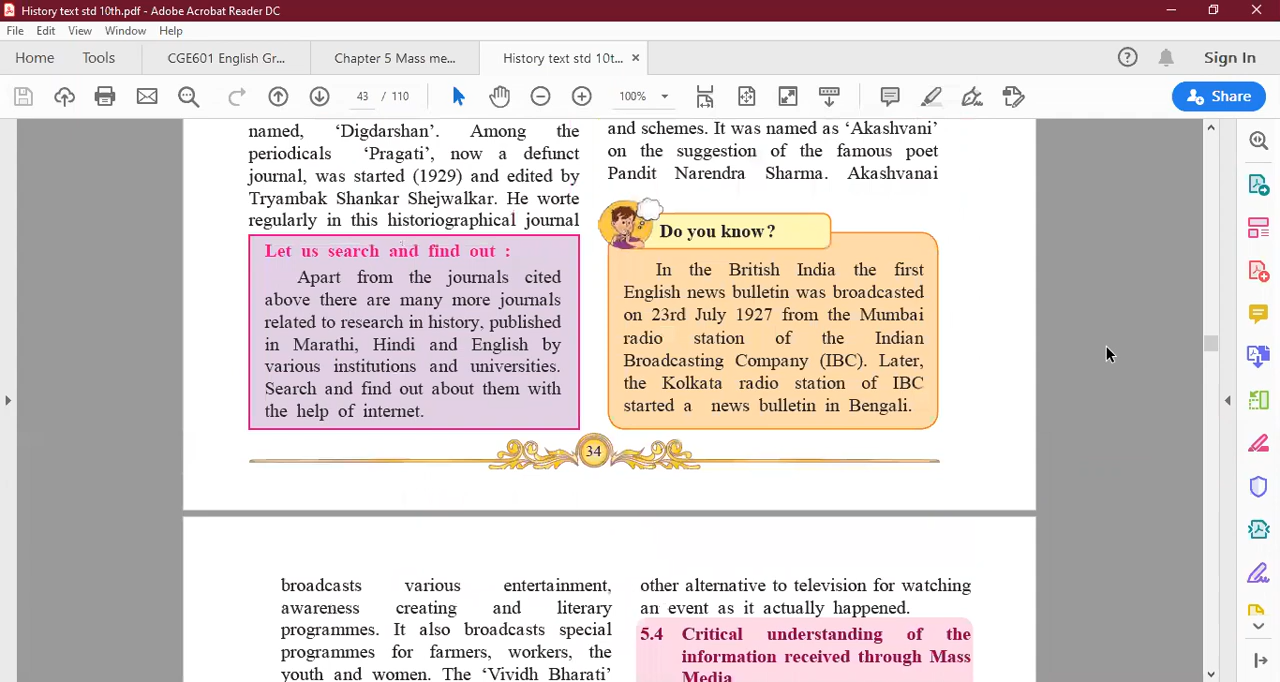 History text std 10th.pdf - Adobe Acrobat Reader DC
File Edit View Window Help
Home Tools CGE601 English Gr... Chapter 5 Mass me... History text std 10t... ×
Sign In
43 / 110 100% Share
named, ‘Digdarshan’. Among the
periodicals ‘Pragati’, now a defunct
journal, was started (1929) and edited by
Tryambak Shankar Shejwalkar. He worte
regularly in this historiographical journal
Let us search and find out :
Apart from the journals cited
above there are many more journals
related to research in history, published
in Marathi, Hindi and English by
various institutions and universities.
Search and find out about them with
the help of internet.
and schemes. It was named as ‘Akashvani’
on the suggestion of the famous poet
Pandit Narendra Sharma. Akashvanai
Do you know?
In the British India the first
English news bulletin was broadcasted
on 23rd July 1927 from the Mumbai
radio station of the Indian
Broadcasting Company (IBC). Later,
the Kolkata radio station of IBC
started a news bulletin in Bengali.
34
broadcasts various entertainment,
awareness creating and literary
programmes. It also broadcasts special
programmes for farmers, workers, the
youth and women. The ‘Vividh Bharati’
other alternative to television for watching
an event as it actually happened.
5.4 Critical understanding of the
information received through Mass
Media